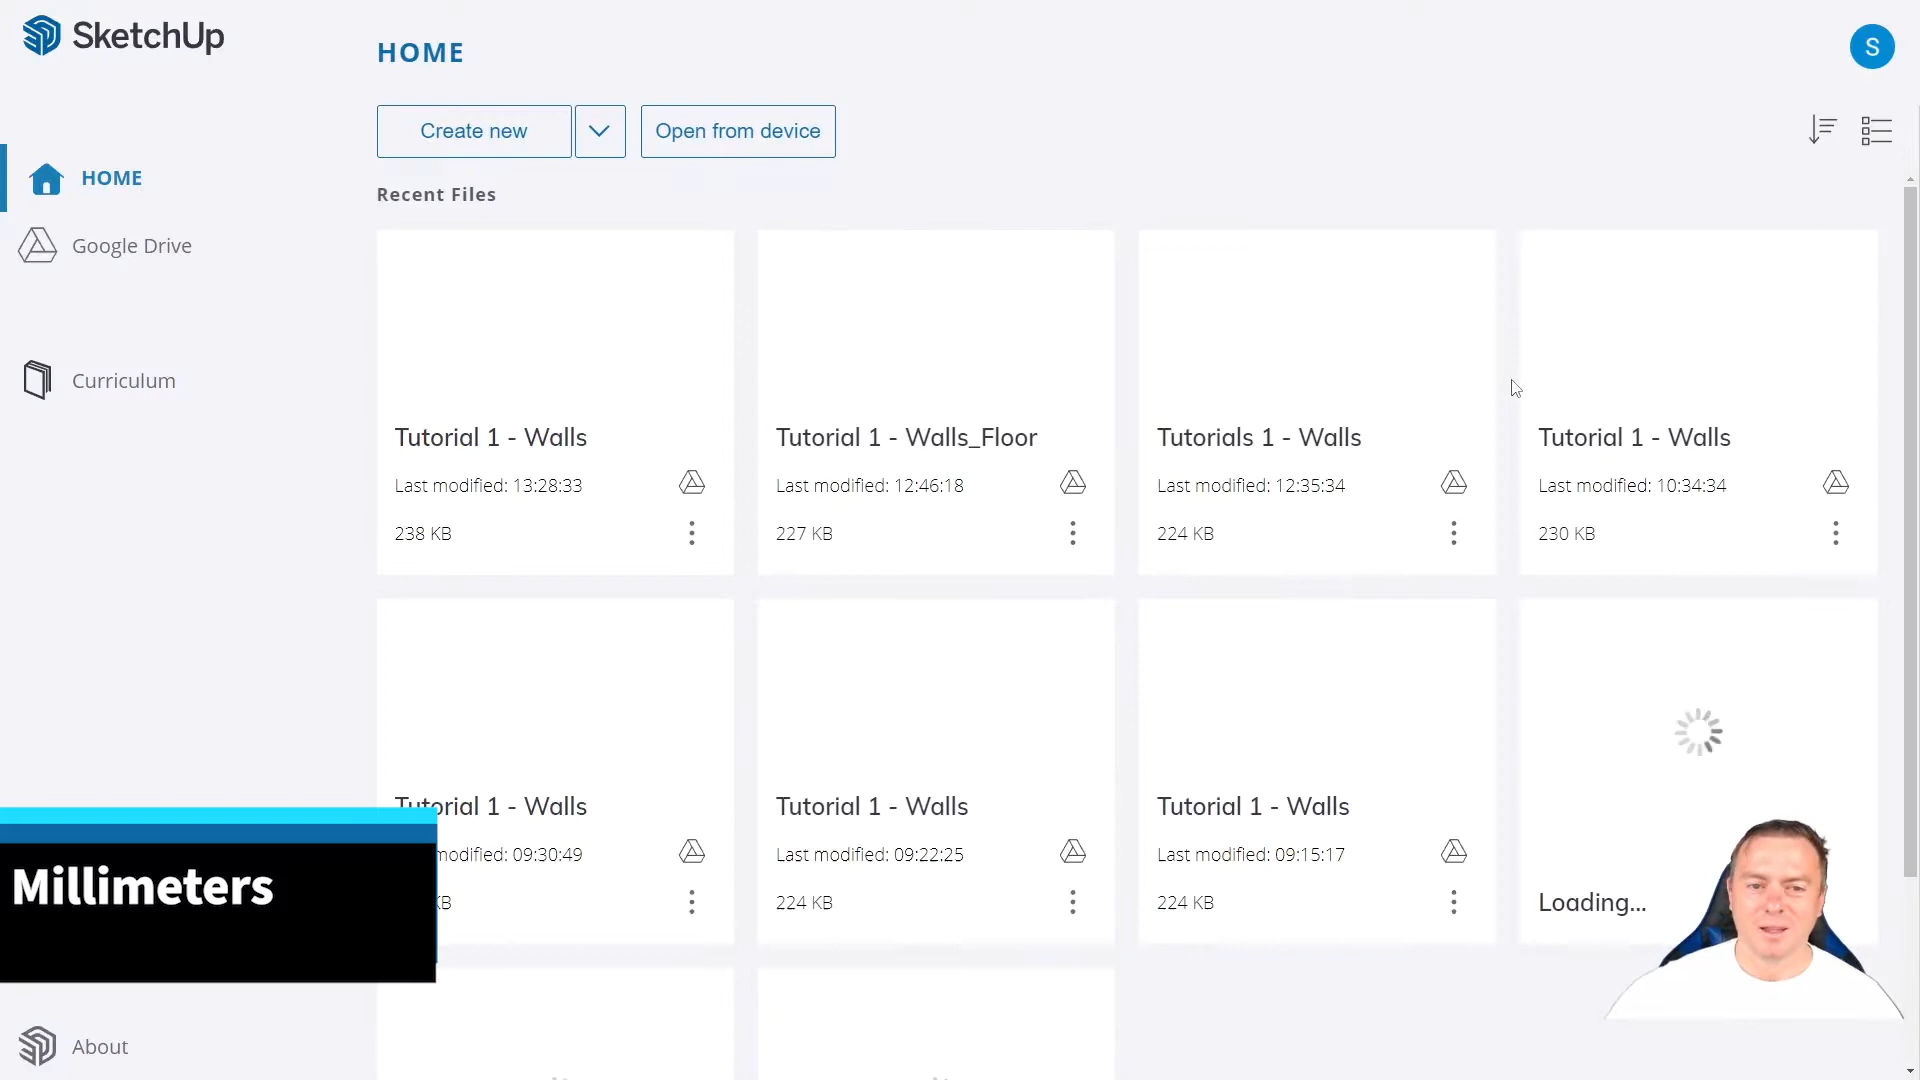 SketchUp
HOME
S
Create new
Open from device
HOME
Recent Files
Google Drive
Curriculum
Tutorial 1 - Walls
Last modified: 13:28:33
238 KB
Tutorial 1 - Walls_Floor
Last modified: 12:46:18
227 KB
Tutorials 1 - Walls
Last modified: 12:35:34
224 KB
Tutorial 1 - Walls
Last modified: 10:34:34
230 KB
Tutorial 1 - Walls
modified: 09:30:49
KB
Tutorial 1 - Walls
Last modified: 09:22:25
224 KB
Tutorial 1 - Walls
Last modified: 09:15:17
224 KB
Loading...
Millimeters
About